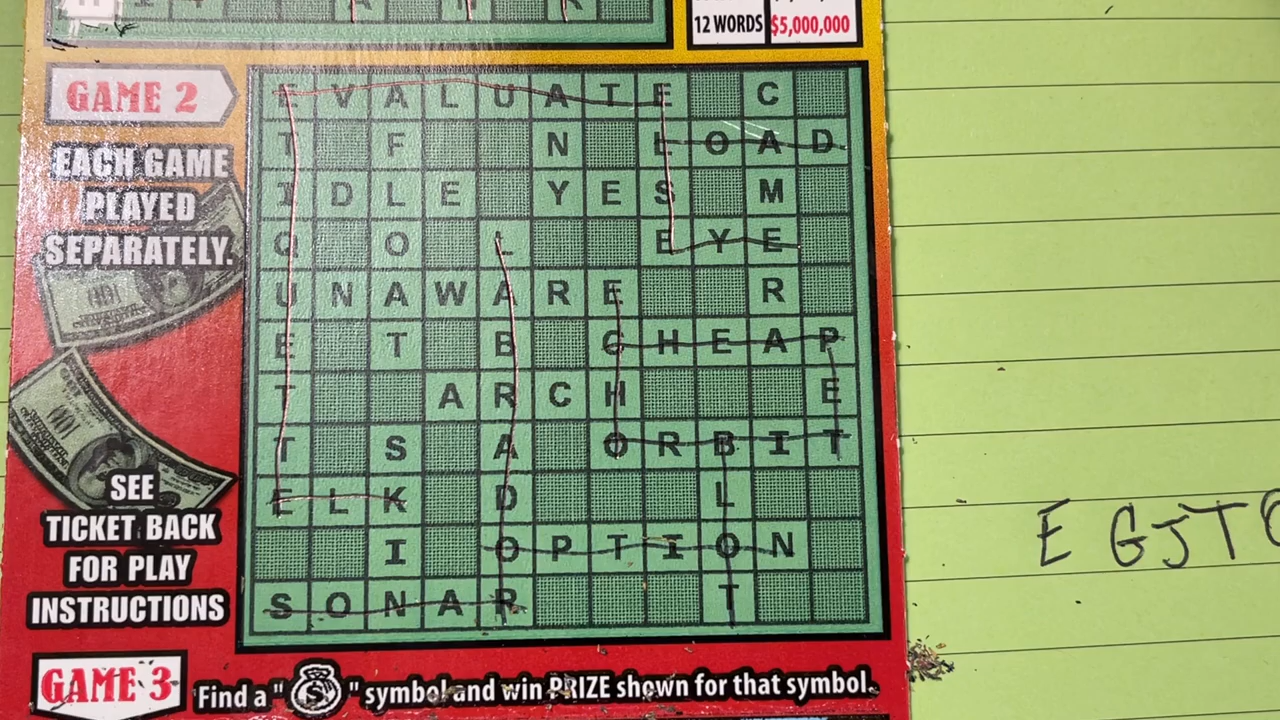 12 WORDS $5,000,000
GAME 2
EACH GAME
PLAYED
SEPARATELY.
SEE
TICKET BACK
FOR PLAY
INSTRUCTIONS
E V A L U A T E C
T F N L O A D
I D L E Y E S M
Q O L E Y E
U N A W A R E R
E T B C H E A P
T A R C H E
T S A O R B I T
E L K D L
I O P T I O N
S O N A R T
E G J T
GAME 3 Find a " $ " symbol and win PRIZE shown for that symbol.